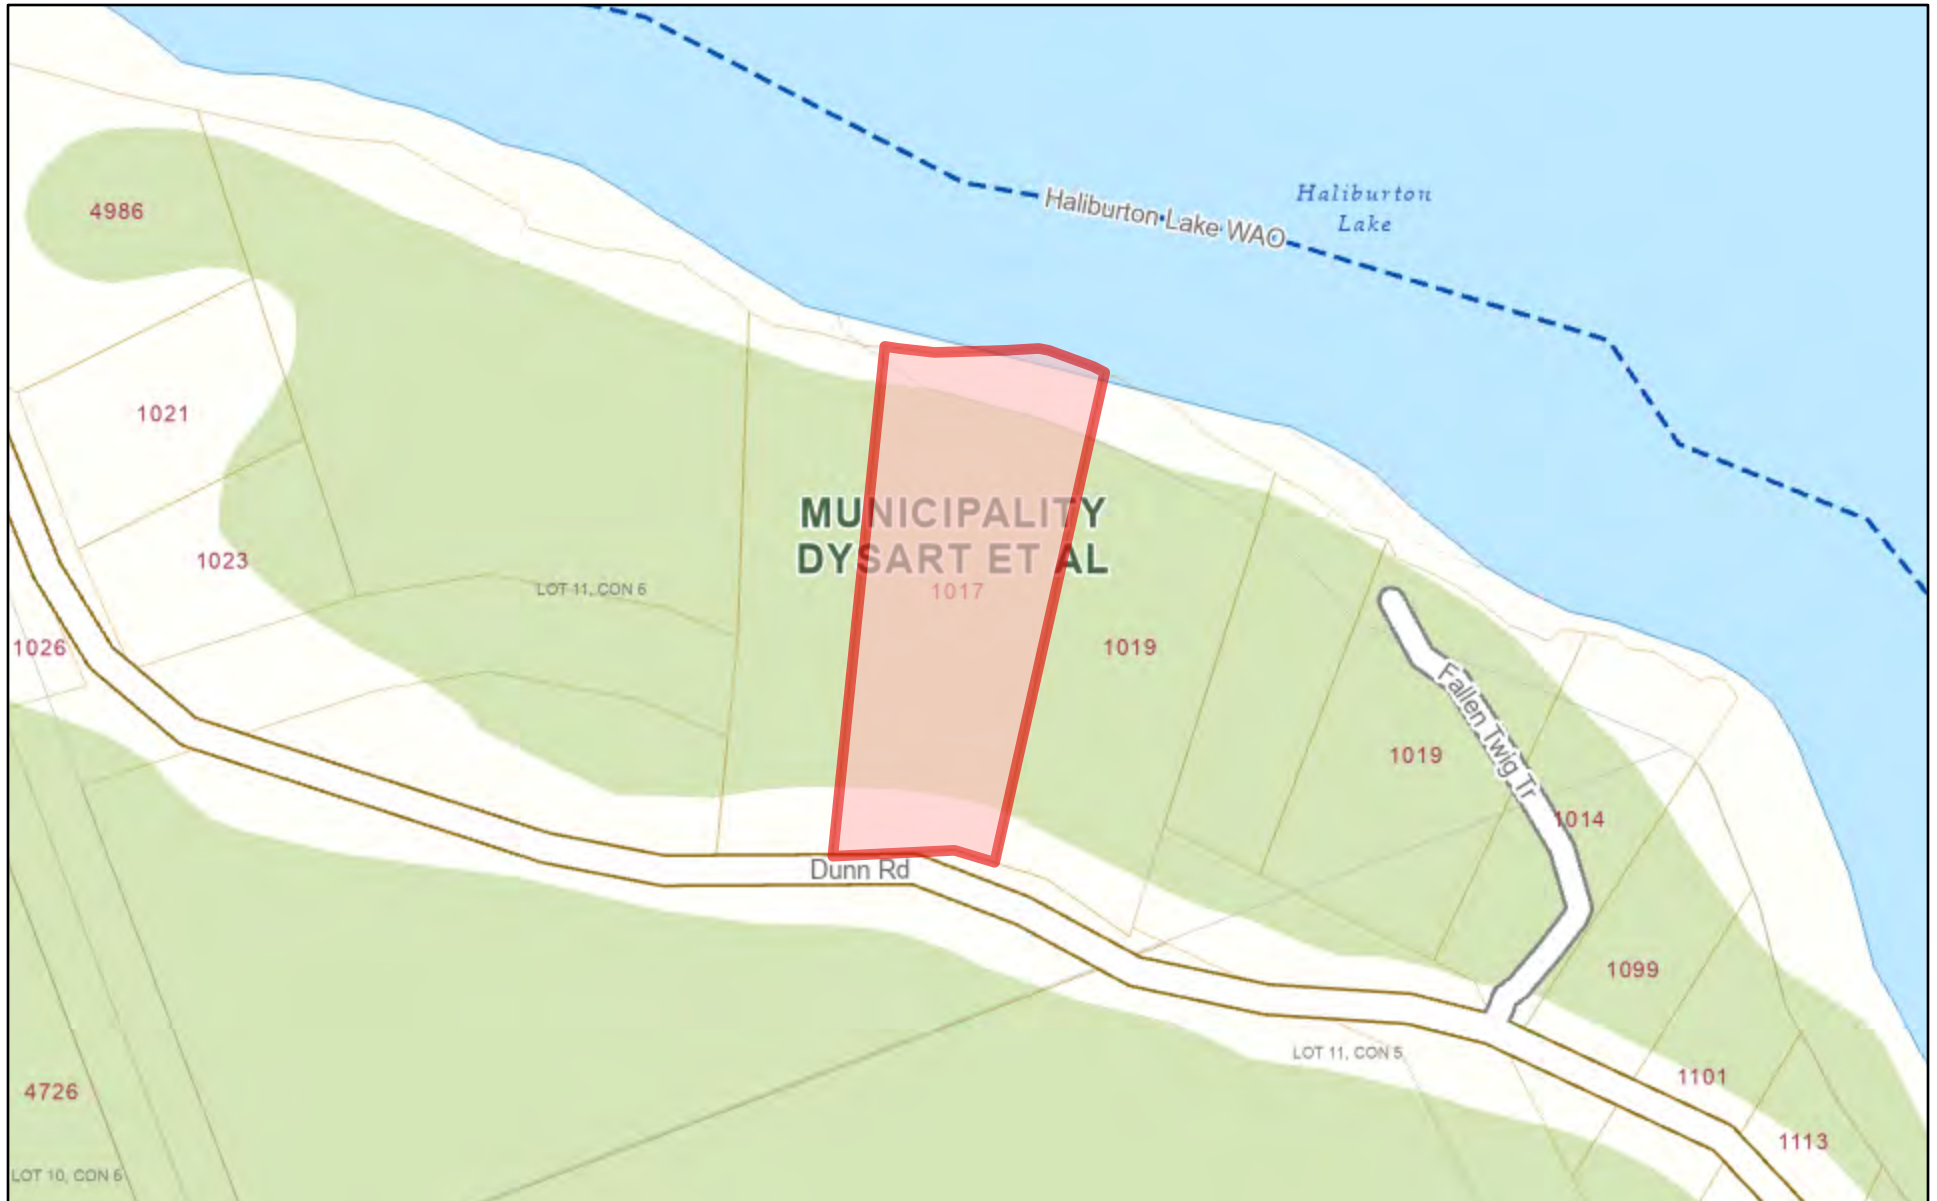 Haliburton
Lake
Haliburton Lake WAO
4986
1021
MUNICIPALITY
DYSART ET AL
1023
LOT 11, CON 6
1017
1026
1019
Fallen Twig Tr
1019
1014
Dunn Rd
1099
LOT 11, CON 5
1101
4726
1113
LOT 10, CON 6